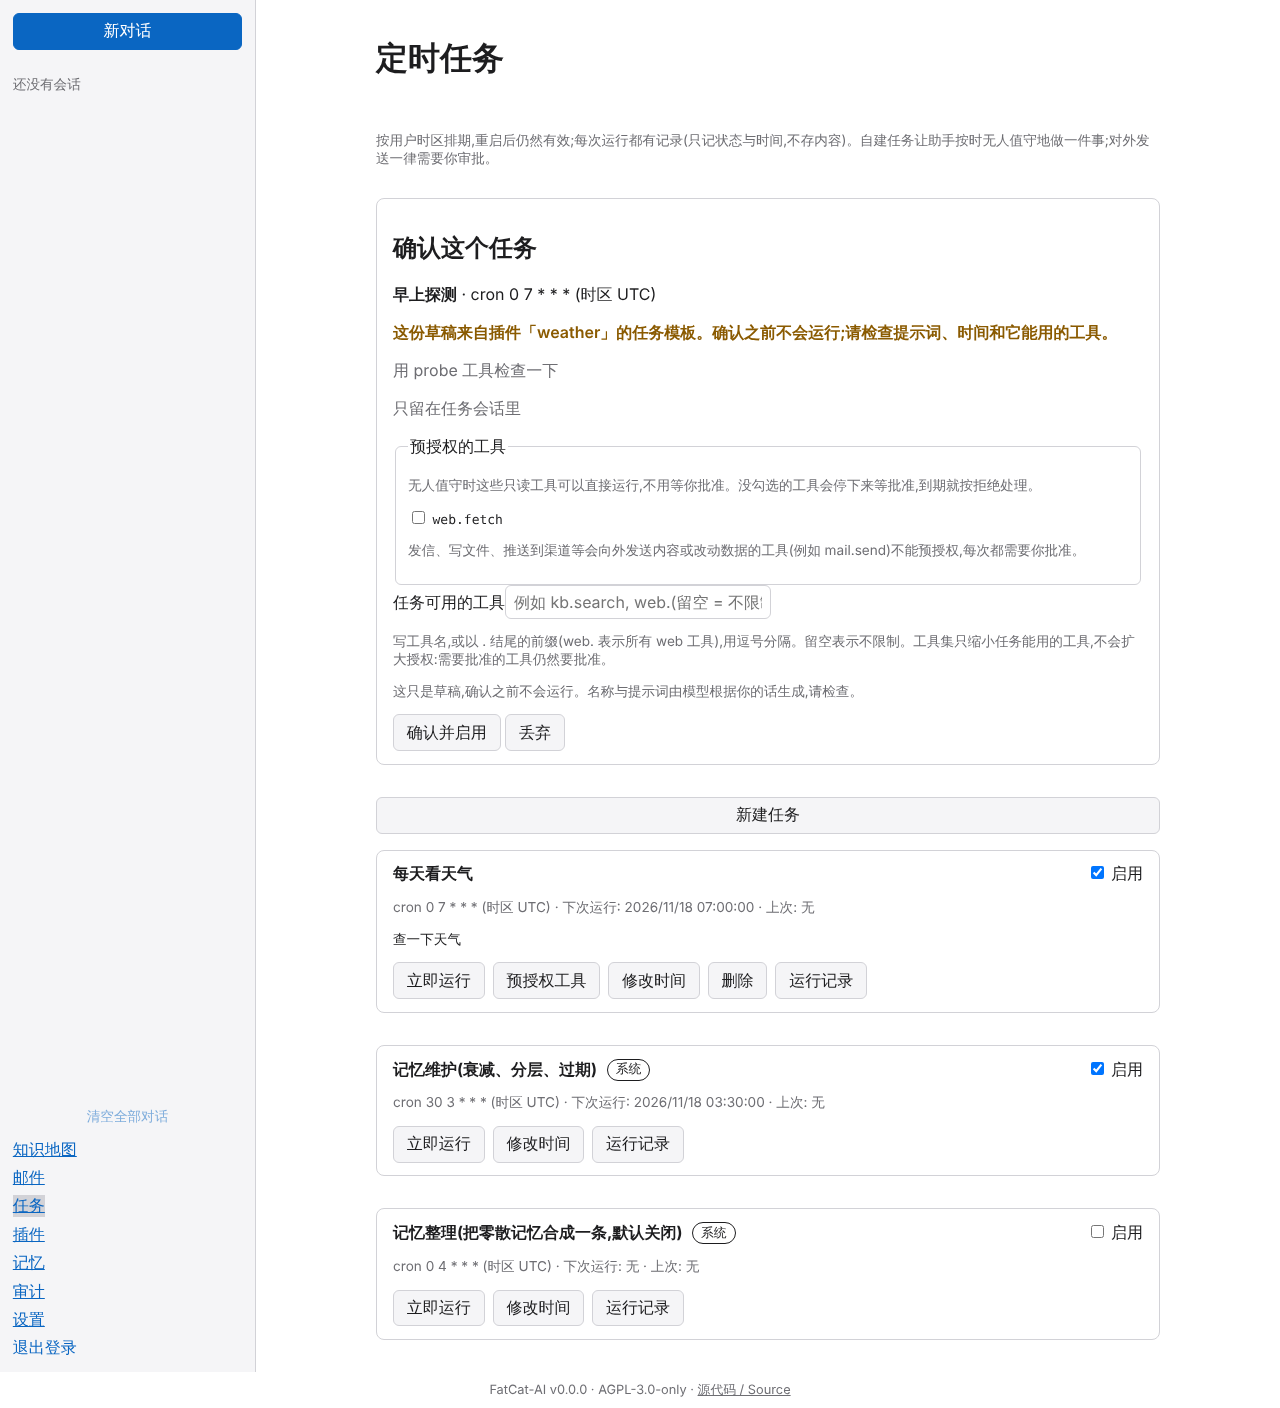 新对话
还没有会话
定时任务
按用户时区排期,重启后仍然有效;每次运行都有记录(只记状态与时间,不存内容)。自建任务让助手按时无人值守地做一件事;对外发
送一律需要你审批。
确认这个任务
早上探测 · cron 0 7 * * * (时区 UTC)
这份草稿来自插件「weather」的任务模板。确认之前不会运行;请检查提示词、时间和它能用的工具。
用 probe 工具检查一下
只留在任务会话里
预授权的工具
无人值守时这些只读工具可以直接运行,不用等你批准。没勾选的工具会停下来等批准,到期就按拒绝处理。
web.fetch
发信、写文件、推送到渠道等会向外发送内容或改动数据的工具(例如 mail.send)不能预授权,每次都需要你批准。
任务可用的工具 例如 kb.search, web.(留空 = 不限
写工具名,或以 . 结尾的前缀(web. 表示所有 web 工具),用逗号分隔。留空表示不限制。工具集只缩小任务能用的工具,不会扩
大授权:需要批准的工具仍然要批准。
这只是草稿,确认之前不会运行。名称与提示词由模型根据你的话生成,请检查。
确认并启用 丢弃
新建任务
每天看天气 启用
cron 0 7 * * * (时区 UTC) · 下次运行: 2026/11/18 07:00:00 · 上次: 无
查一下天气
立即运行 预授权工具 修改时间 删除 运行记录
记忆维护(衰减、分层、过期) 系统 启用
cron 30 3 * * * (时区 UTC) · 下次运行: 2026/11/18 03:30:00 · 上次: 无
立即运行 修改时间 运行记录
记忆整理(把零散记忆合成一条,默认关闭) 系统 启用
cron 0 4 * * * (时区 UTC) · 下次运行: 无 · 上次: 无
立即运行 修改时间 运行记录
清空全部对话
知识地图
邮件
任务
插件
记忆
审计
设置
退出登录
FatCat-AI v0.0.0 · AGPL-3.0-only · 源代码 / Source